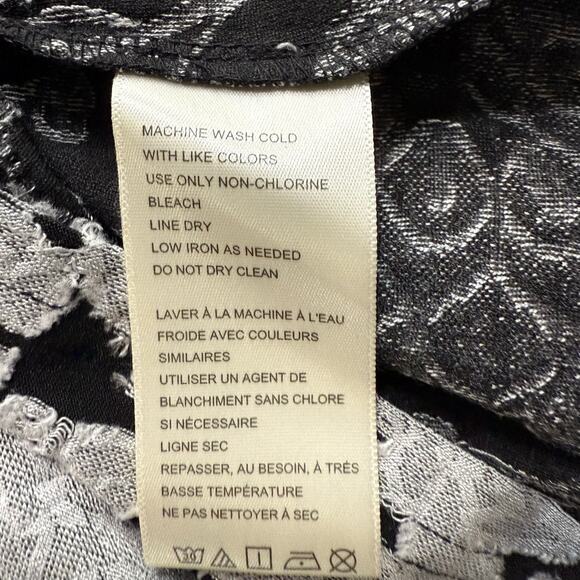 MACHINE WASH COLD
WITH LIKE COLORS
USE ONLY NON-CHLORINE
BLEACH
LINE DRY
LOW IRON AS NEEDED
DO NOT DRY CLEAN
LAVER À LA MACHINE À L'EAU
FROIDE AVEC COULEURS
SIMILAIRES
UTILISER UN AGENT DE
BLANCHIMENT SANS CHLORE
SI NÉCESSAIRE
LIGNE SEC
REPASSER, AU BESOIN, À TRÉS
BASSE TEMPÉRATURE
NE PAS NETTOYER À SEC
30